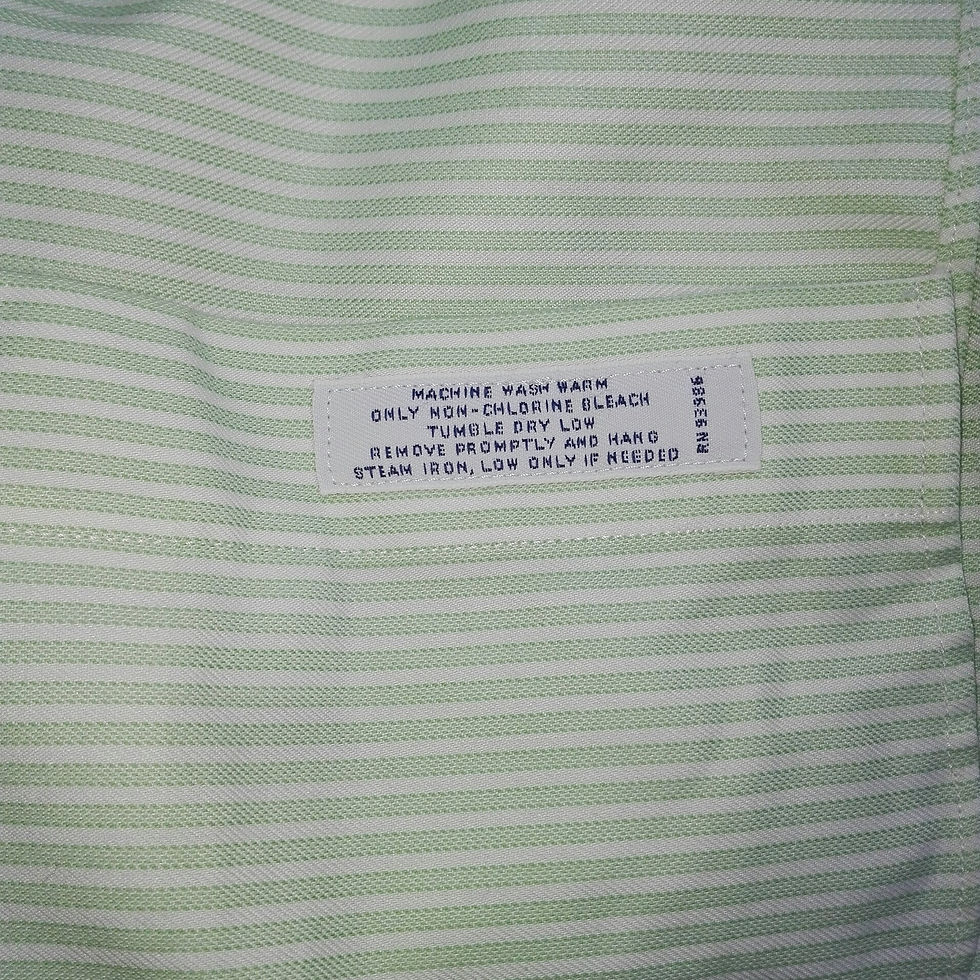 MACHINE WASH WARM
ONLY NON-CHLORINE BLEACH
TUMBLE DRY LOW
REMOVE PROMPTLY AND HANG
STEAM IRON, LOW ONLY IF NEEDED
RN 93986